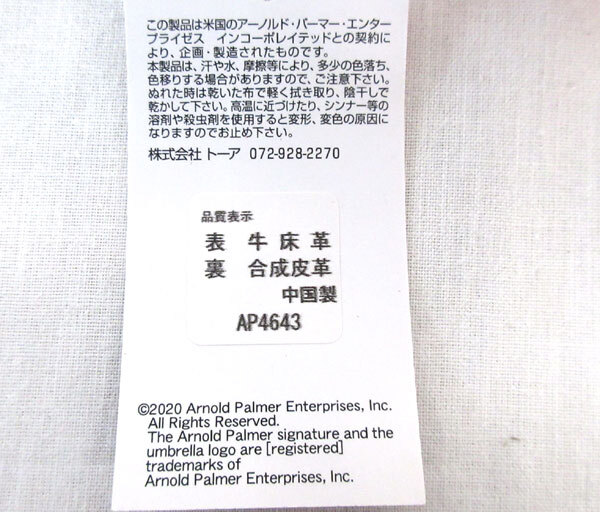 この製品は米国のアーノルド・パーマー・エンター
プライゼス　インコーポレイテッドとの契約に
より、企画・製造されたものです。
本製品は、汗や水、摩擦等により、多少の色落ち、
色移りする場合がありますので、ご注意下さい。
ぬれた時は乾いた布で軽く拭き取り、陰干しで
乾かして下さい。高温に近づけたり、シンナー等の
溶剤や殺虫剤を使用すると変形、変色の原因に
なりますのでお止め下さい。
株式会社 トーア 072-928-2270
品質表示
表　牛床革
裏　合成皮革
中国製
AP4643
©2020 Arnold Palmer Enterprises, Inc.
All Rights Reserved.
The Arnold Palmer signature and the
umbrella logo are [registered]
trademarks of
Arnold Palmer Enterprises, Inc.